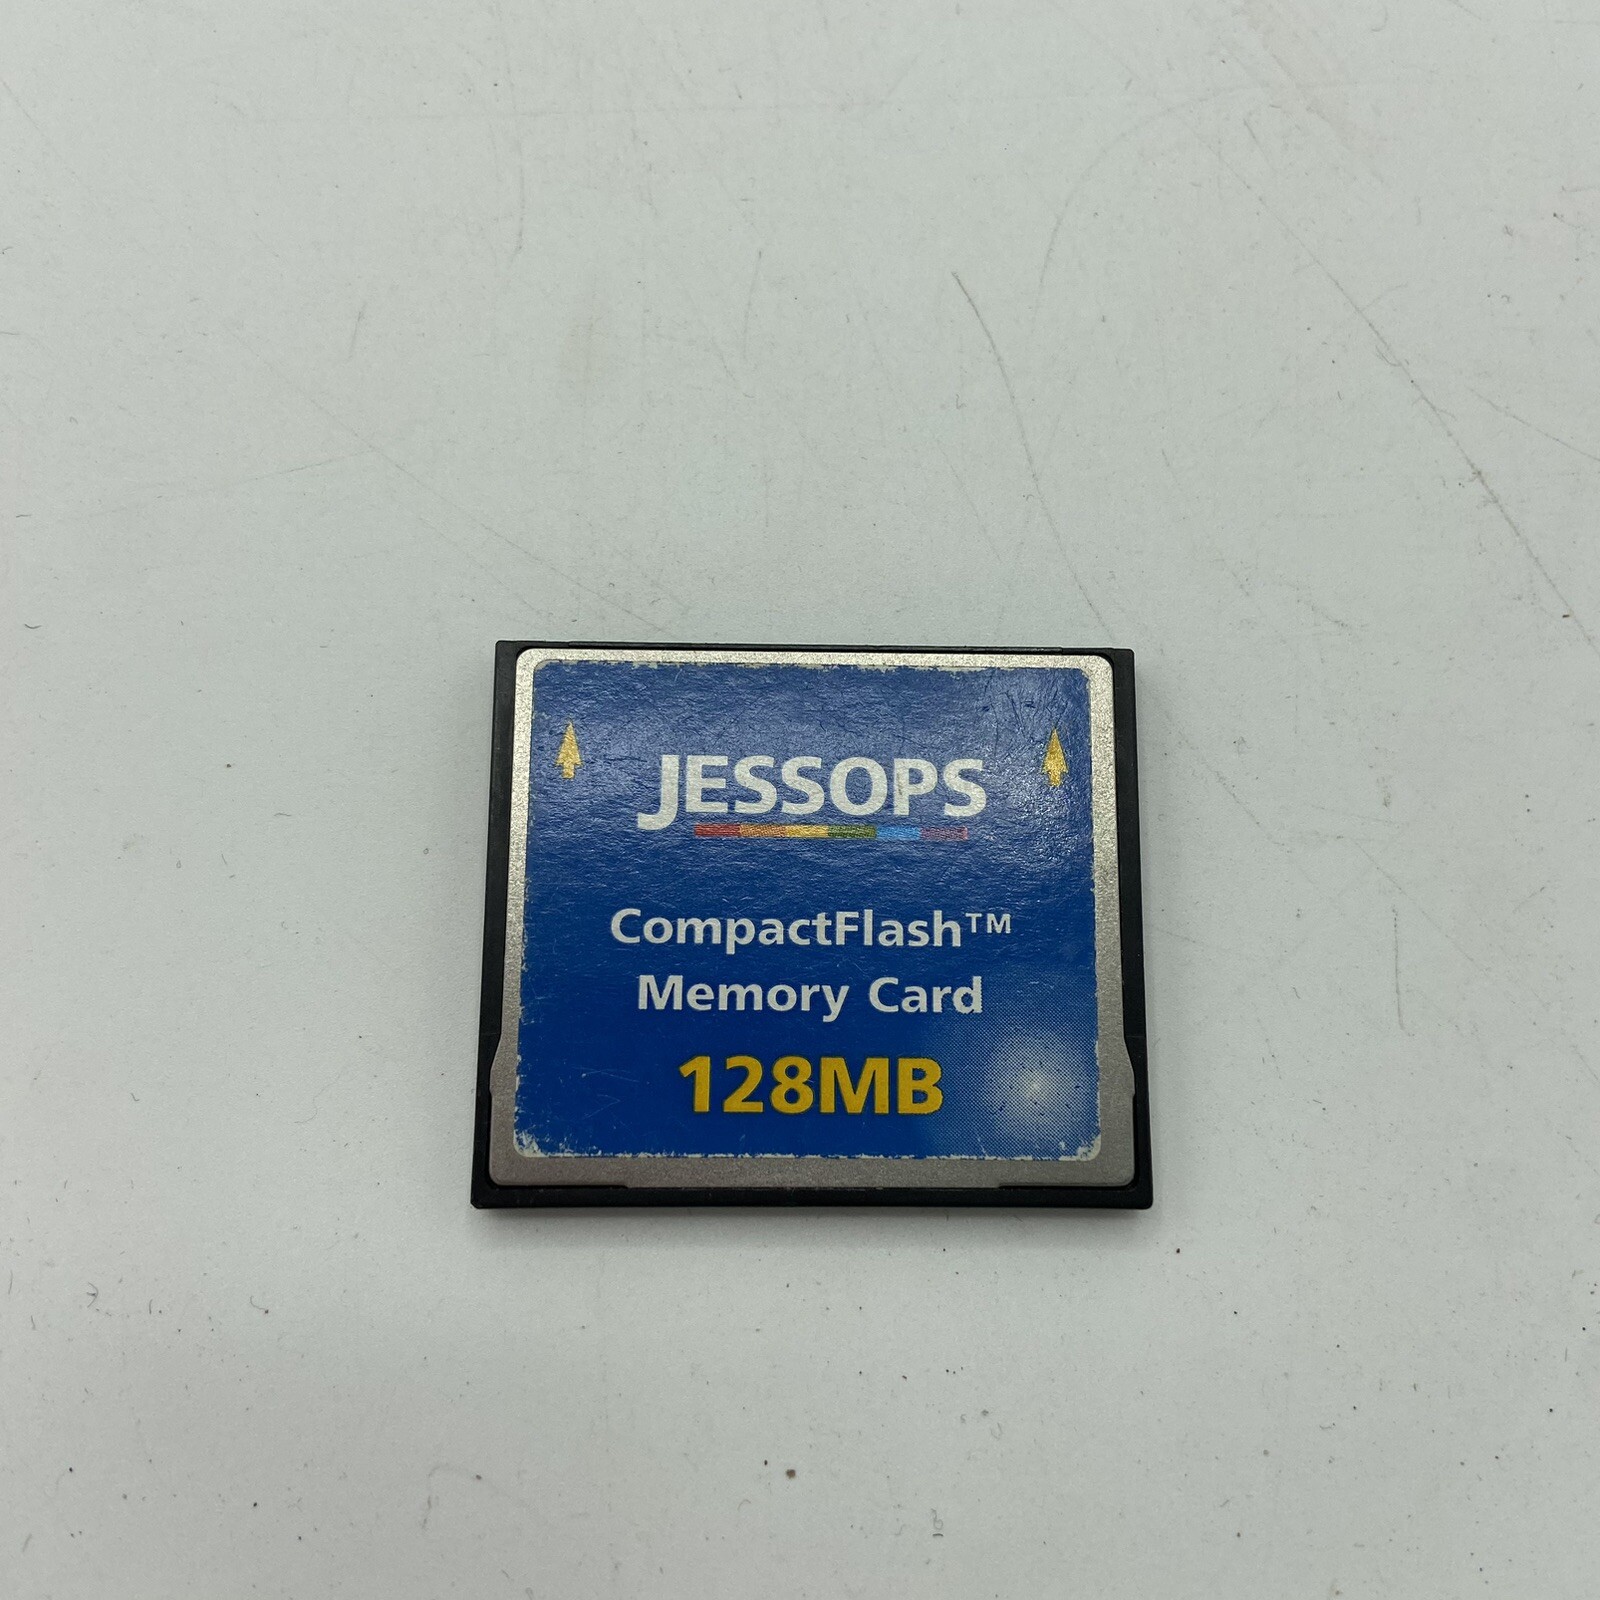 JESSOPS
CompactFlash™
Memory Card
128MB